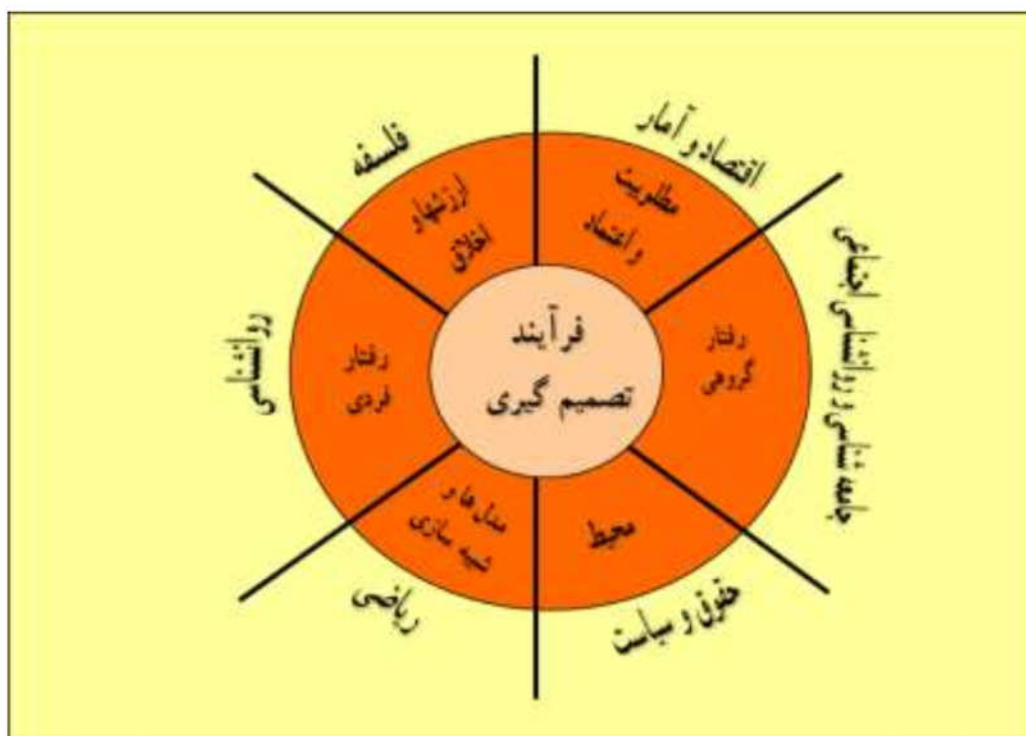 فلسفه
اقتصاد و آمار
ارزشها و
اخلاق
مطلوبیت
و اعتماد
روانشناسی
رفتار
فردی
فرآیند
تصمیم گیری
رفتار
گروهی
جامعه شناسی و روانشناسی اجتماعی
مدل ها و
شبیه سازی
محیط
ریاضی
حقوق و سیاست